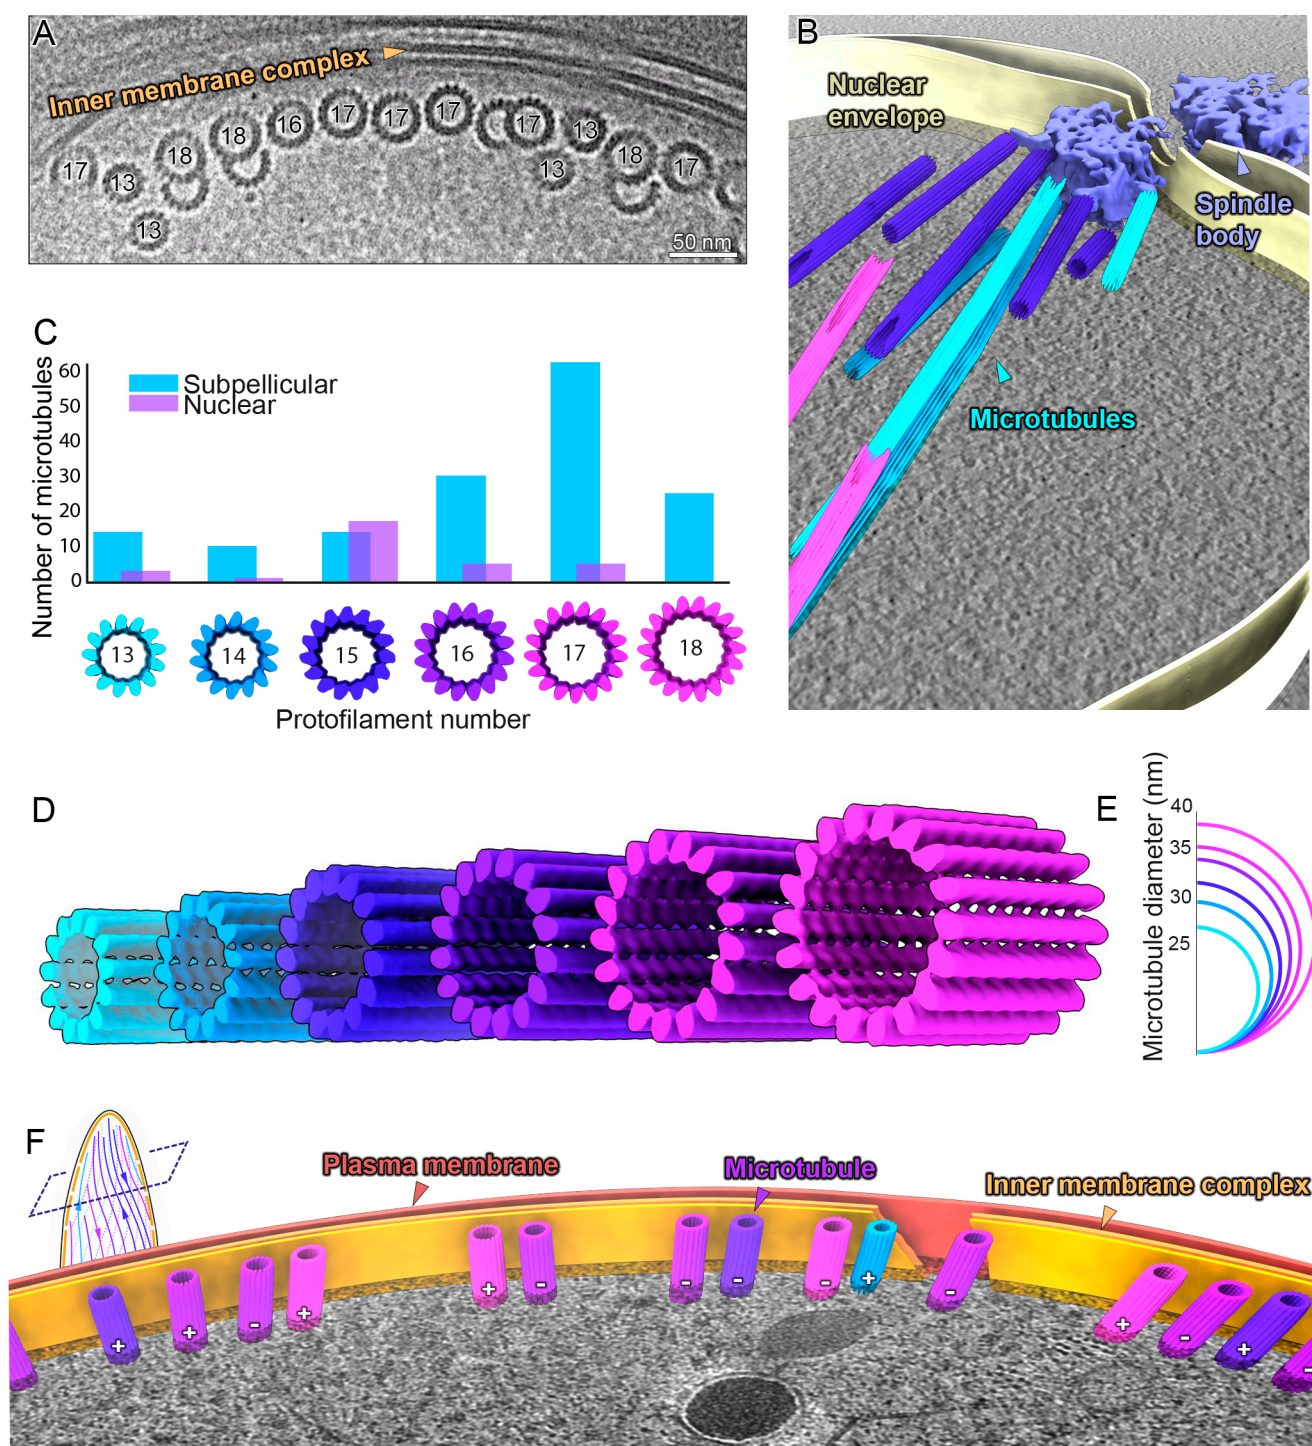 A
Inner membrane complex
17
13
13
18
18
16
17
17
17
17
13
13
18
17
50 nm
B
Nuclear
envelope
Spindle
body
Microtubules
C
Number of microtubules
60
50
40
30
20
10
0
Subpellicular
Nuclear
13
14
15
16
17
18
Protofilament number
D
E
Microtubule diameter (nm)
40
35
30
25
F
Plasma membrane
Microtubule
Inner membrane complex
+
+
-
+
+
-
-
-
-
+
-
+
-
+
-